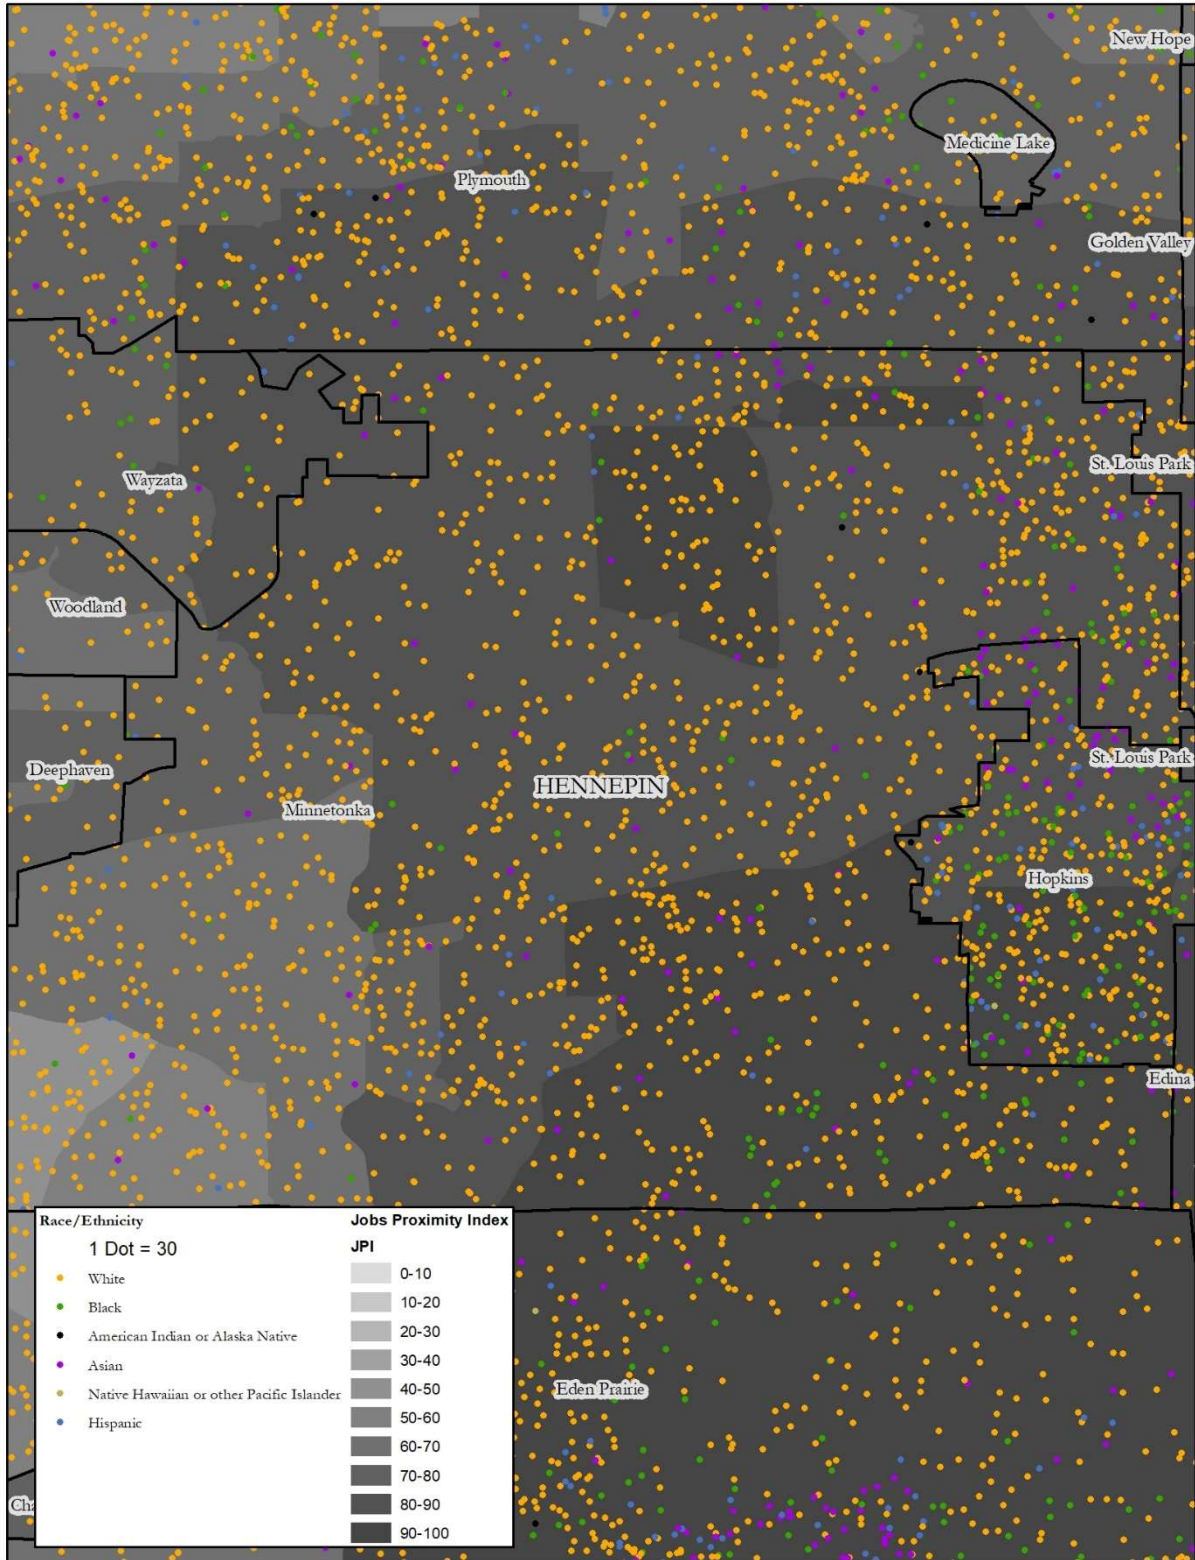 New Hope
Medicine Lake
Plymouth
Golden Valley
St. Louis Park
Wayzata
Woodland
St. Louis Park
Deephaven
HENNEPIN
Minnetonka
Hopkins
Edina
Eden Prairie
Cha
Race/Ethnicity
1 Dot = 30
White
Black
American Indian or Alaska Native
Asian
Native Hawaiian or other Pacific Islander
Hispanic
Jobs Proximity Index
JPI
0-10
10-20
20-30
30-40
40-50
50-60
60-70
70-80
80-90
90-100